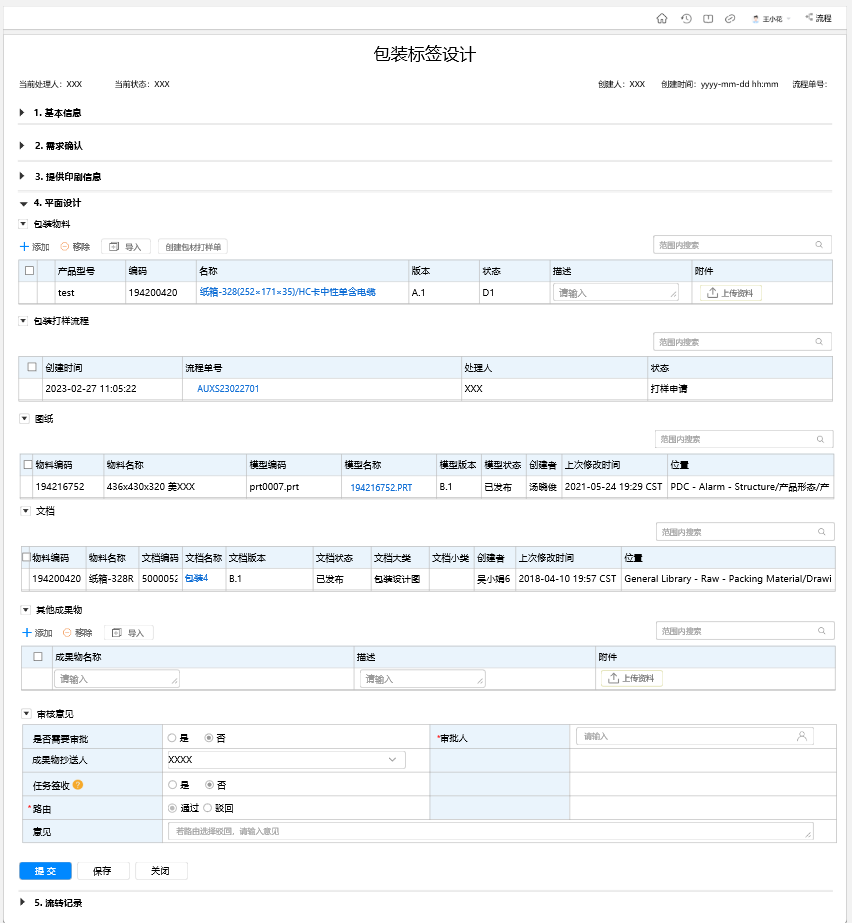 王小花 流程
包装标签设计
当前处理人：XXX 当前状态：XXX 创建人：XXX 创建时间：yyyy-mm-dd hh:mm 流程单号：
1. 基本信息
2. 需求确认
3. 提供印刷信息
4. 平面设计
包装物料
添加 移除 导入 创建包材打样单 范围内搜索
产品型号 编码 名称 版本 状态 描述 附件
test 194200420 纸箱-328(252×171×35)/HC卡中性单含电缆 A.1 D1 请输入 上传资料
包装打样流程
范围内搜索
创建时间 流程单号 处理人 状态
2023-02-27 11:05:22 AUXS23022701 XXX 打样申请
图纸
范围内搜索
物料编码 物料名称 模型编码 模型名称 模型版本 模型状态 创建者 上次修改时间 位置
194216752 436x430x320 美XXX prt0007.prt 194216752.PRT B.1 已发布 汤晓俊 2021-05-24 19:29 CST PDC - Alarm - Structure/产品形态/产
文档
范围内搜索
物料编码 物料名称 文档编码 文档名称 文档版本 文档状态 文档大类 文档小类 创建者 上次修改时间 位置
194200420 纸箱-328R 5000052 包装4 B.1 已发布 包装设计图 吴小娟6 2018-04-10 19:57 CST General Library - Raw - Packing Material/Drawi
其他成果物
添加 移除 导入 范围内搜索
成果物名称 描述 附件
请输入 请输入 上传资料
审核意见
是否需要审批 是 否 *审批人 请输入
成果物抄送人 XXXX
任务签收 ? 是 否
*路由 通过 驳回
意见 若路由选择驳回，请输入意见
提交 保存 关闭
5. 流转记录